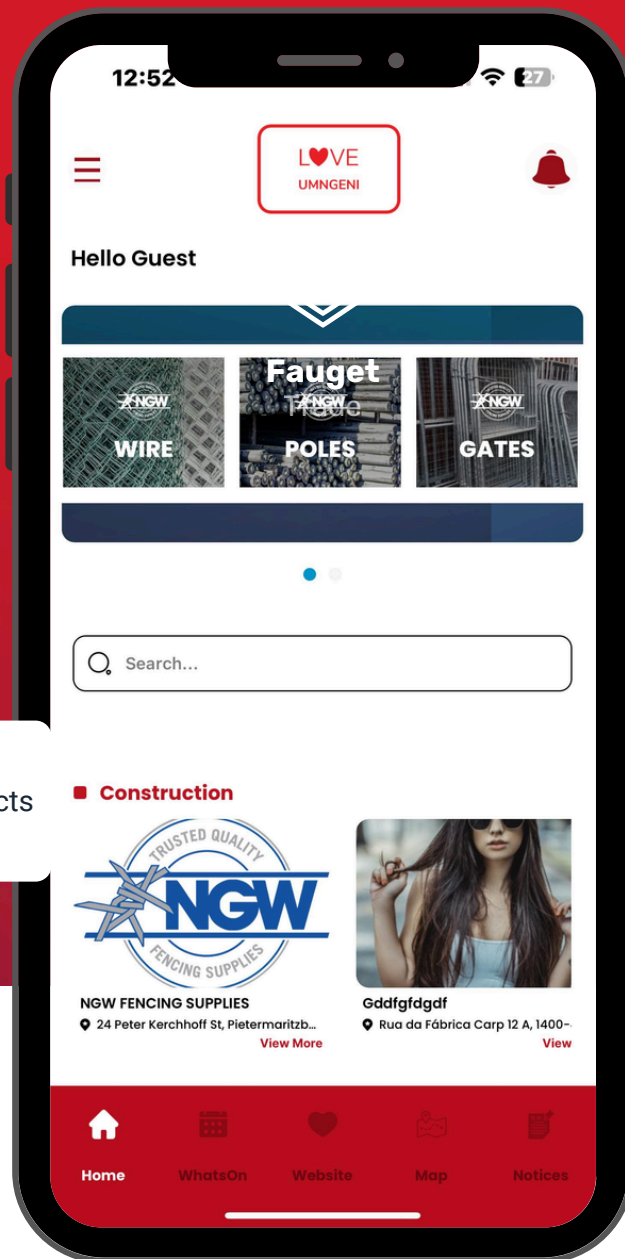 12:52
27
LOVE
UMNGENI
Hello Guest
Fauget
Trade
NGW
NGW
NGW
WIRE
POLES
GATES
Search...
cts
Construction
TRUSTED QUALITY
NGW
FENCING SUPPLIES
NGW FENCING SUPPLIES
24 Peter Kerchhoff St, Pietermaritzb...
View More
Gddfgfdgdf
Rua da Fábrica Carp 12 A, 1400-
View
Home
WhatsOn
Website
Map
Notices